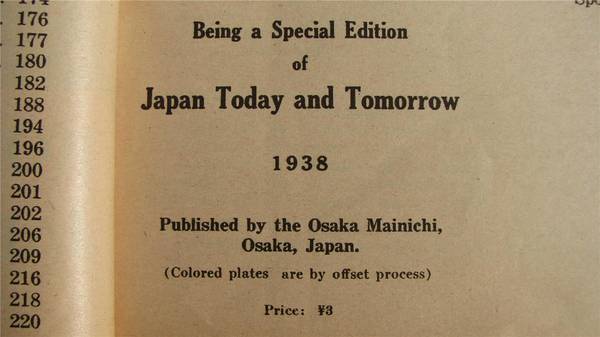 174
176
177
180
182
188
194
196
200
201
202
206
209
216
218
220
Being a Special Edition
of
Japan Today and Tomorrow
1938
Published by the Osaka Mainichi,
Osaka, Japan.
(Colored plates are by offset process)
Price: ¥3